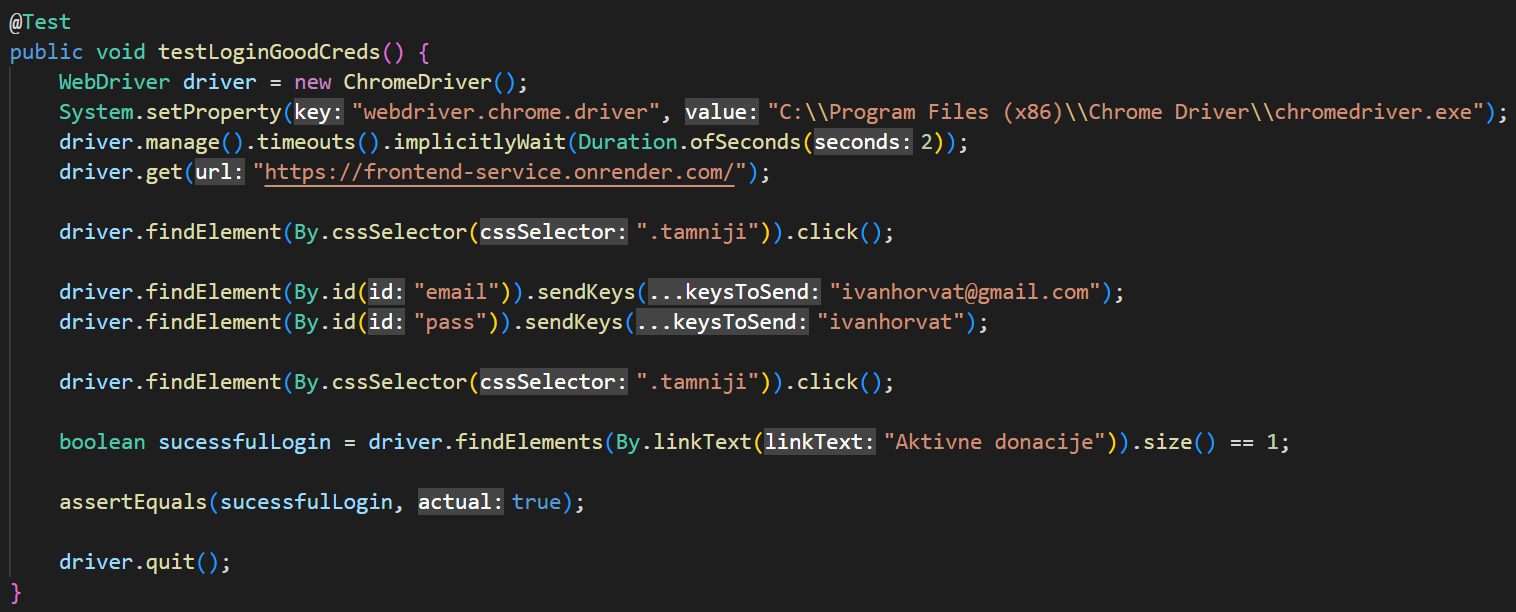 @Test
public void testLoginGoodCreds() {
WebDriver driver = new ChromeDriver();
System.setProperty(key: "webdriver.chrome.driver", value: "C:\\Program Files (x86)\\Chrome Driver\\chromedriver.exe");
driver.manage().timeouts().implicitlyWait(Duration.ofSeconds(seconds: 2));
driver.get(url: "https://frontend-service.onrender.com/");
driver.findElement(By.cssSelector(cssSelector: ".tamniji")).click();
driver.findElement(By.id(id: "email")).sendKeys(...keysToSend: "ivanhorvat@gmail.com");
driver.findElement(By.id(id: "pass")).sendKeys(...keysToSend: "ivanhorvat");
driver.findElement(By.cssSelector(cssSelector: ".tamniji")).click();
boolean sucessfulLogin = driver.findElements(By.linkText(linkText: "Aktivne donacije")).size() == 1;
assertEquals(sucessfulLogin, actual: true);
driver.quit();
}